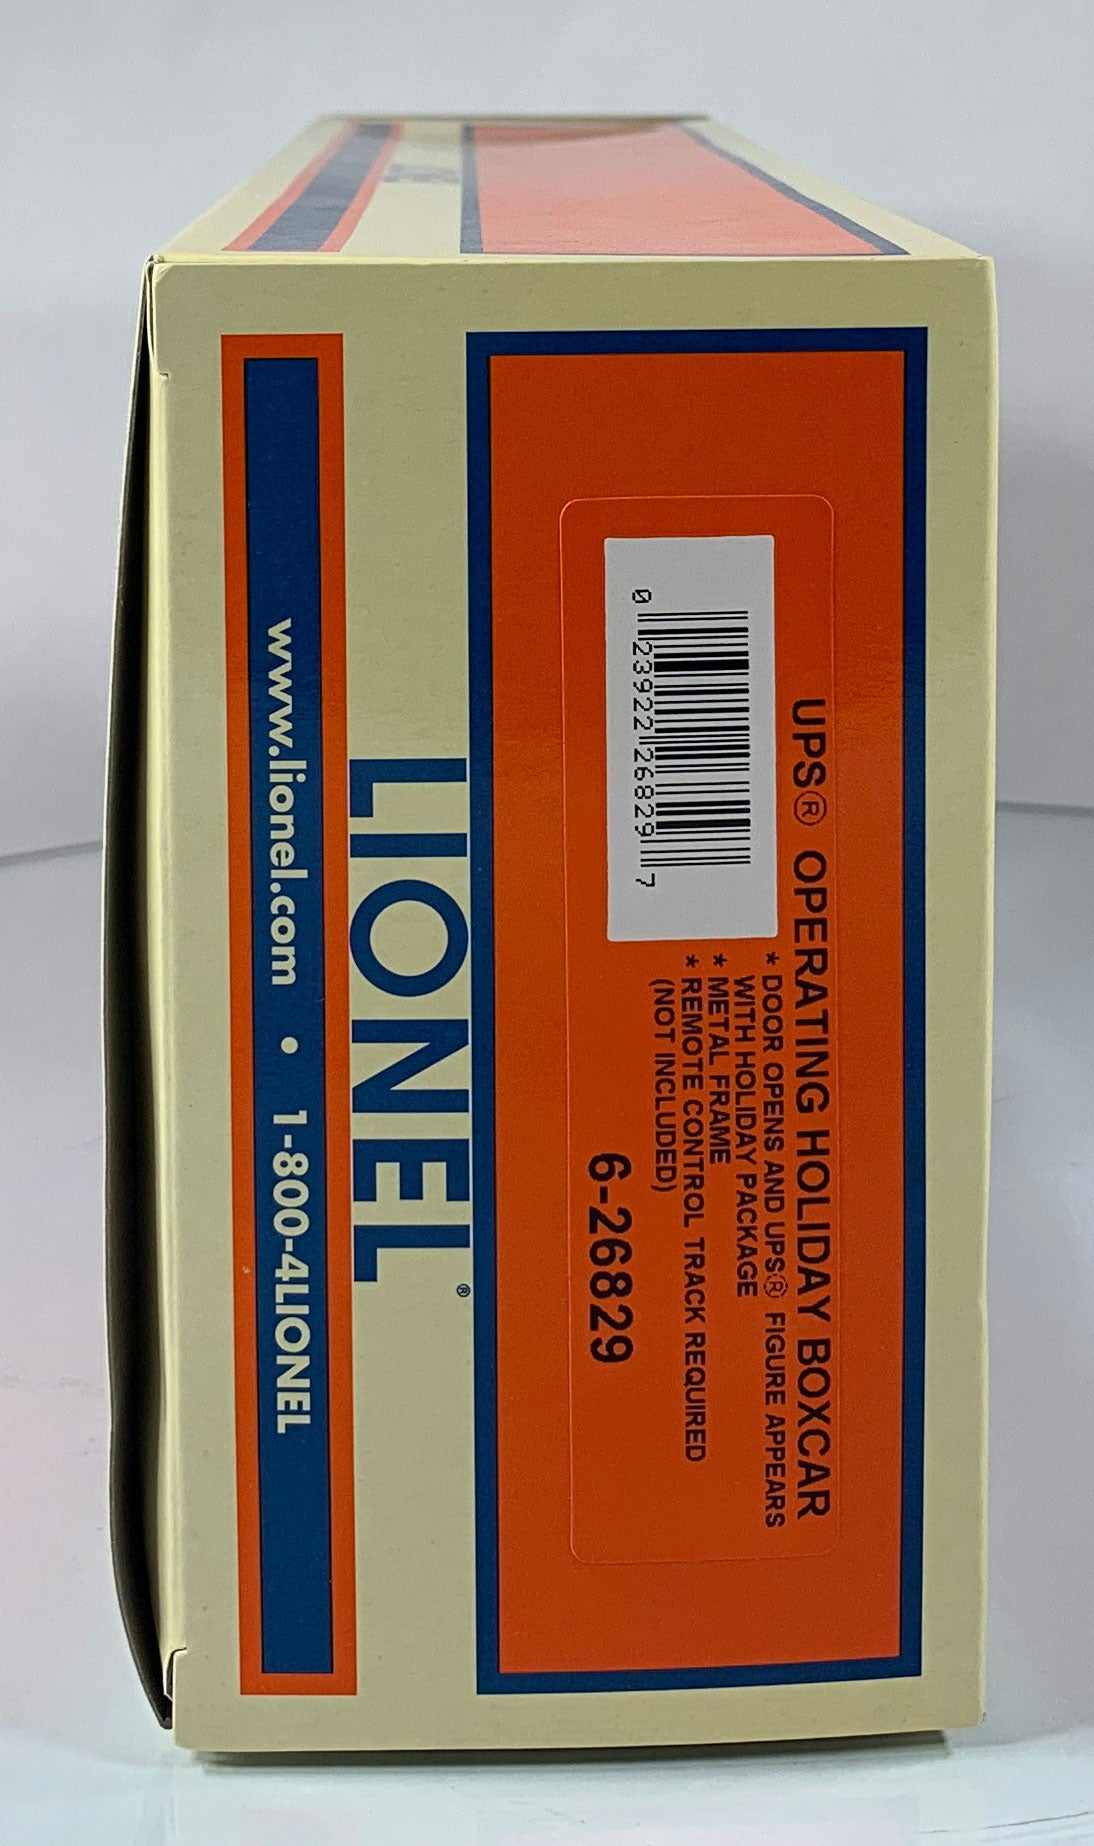 UPS® OPERATING HOLIDAY BOXCAR
* DOOR OPENS AND UPS® FIGURE APPEARS
WITH HOLIDAY PACKAGE
* METAL FRAME
* REMOTE CONTROL TRACK REQUIRED
(NOT INCLUDED)
0 23922 26829 7
6-26829
LIONEL®
www.lionel.com • 1-800-4LIONEL